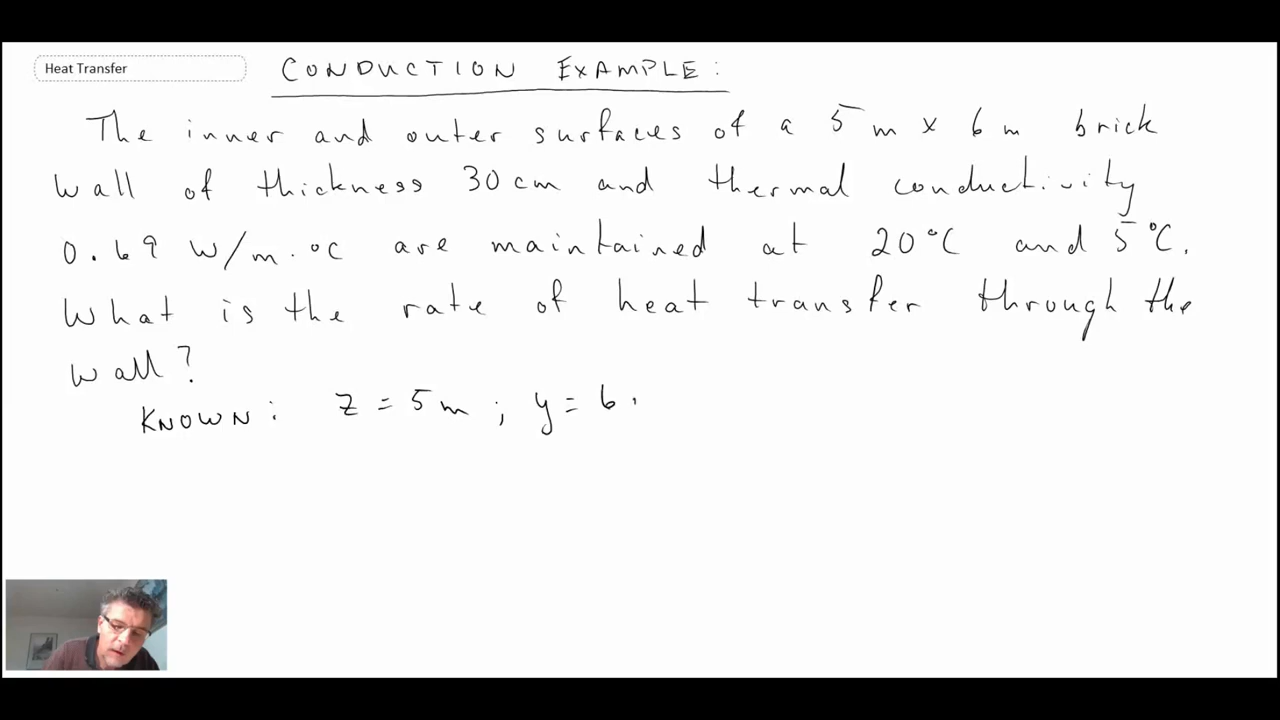 Heat Transfer
CONDUCTION EXAMPLE:
The inner and outer surfaces of a 5 m x 6 m brick
wall of thickness 30 cm and thermal conductivity
0.69 W/m.°C are maintained at 20°C and 5°C.
What is the rate of heat transfer through the
wall?
KNOWN: z = 5 m ; y = 6